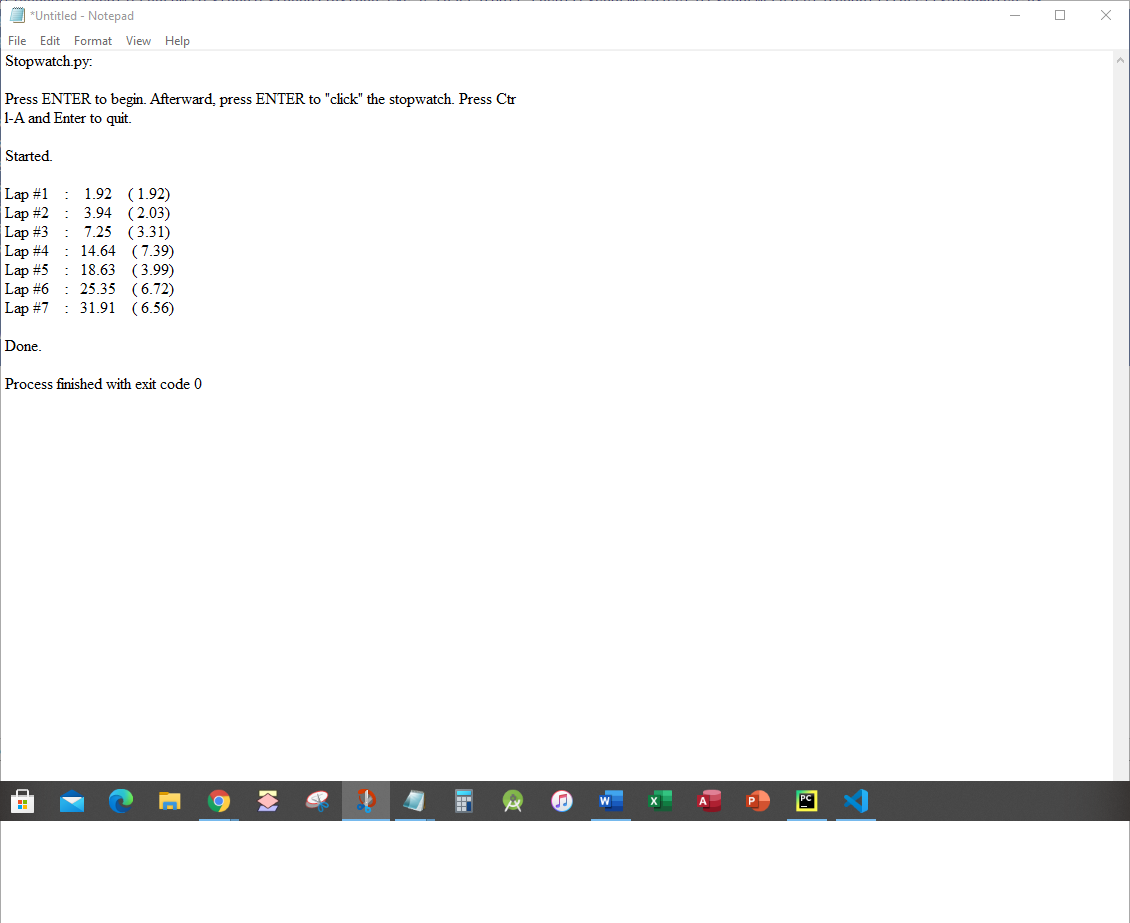 *Untitled - Notepad
File Edit Format View Help
Stopwatch.py:
Press ENTER to begin. Afterward, press ENTER to "click" the stopwatch. Press Ctr
l-A and Enter to quit.
Started.
Lap #1 : 1.92 ( 1.92)
Lap #2 : 3.94 ( 2.03)
Lap #3 : 7.25 ( 3.31)
Lap #4 : 14.64 ( 7.39)
Lap #5 : 18.63 ( 3.99)
Lap #6 : 25.35 ( 6.72)
Lap #7 : 31.91 ( 6.56)
Done.
Process finished with exit code 0
W X A P PC